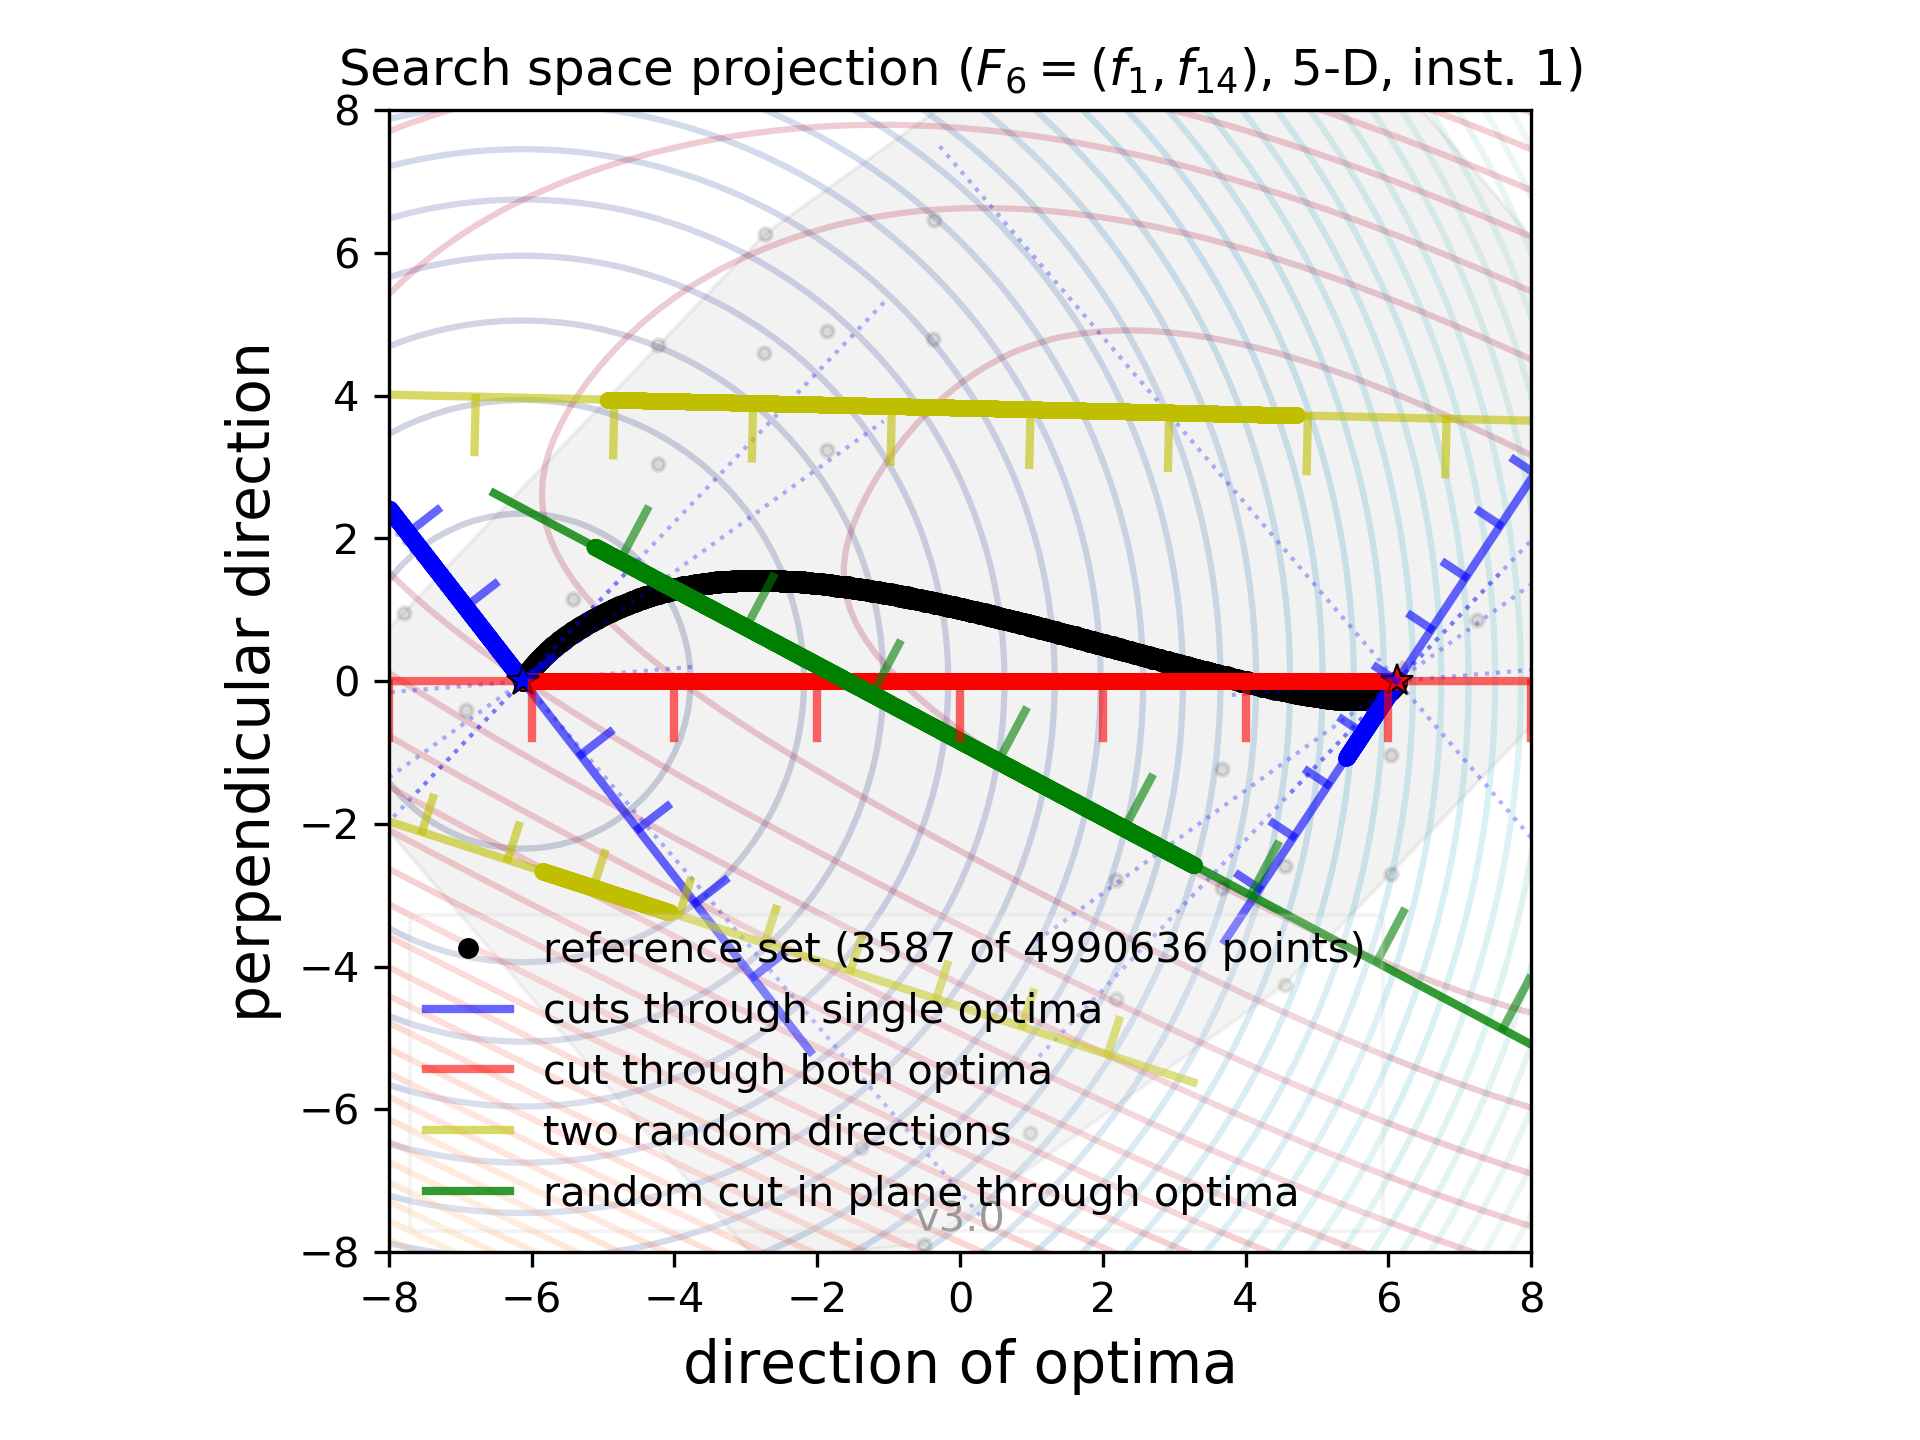 Search space projection (F₆ = (f₁, f₁₄), 5-D, inst. 1)
8
6
4
2
0
−2
−4
−6
−8
perpendicular direction
reference set (3587 of 4990636 points)
cuts through single optima
cut through both optima
two random directions
random cut in plane through optima
v3.0
−8 −6 −4 −2 0 2 4 6 8
direction of optima